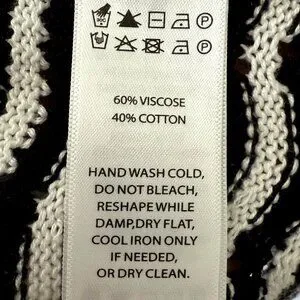 60% VISCOSE
40% COTTON
HAND WASH COLD,
DO NOT BLEACH,
RESHAPE WHILE
DAMP,DRY FLAT,
COOL IRON ONLY
IF NEEDED,
OR DRY CLEAN.